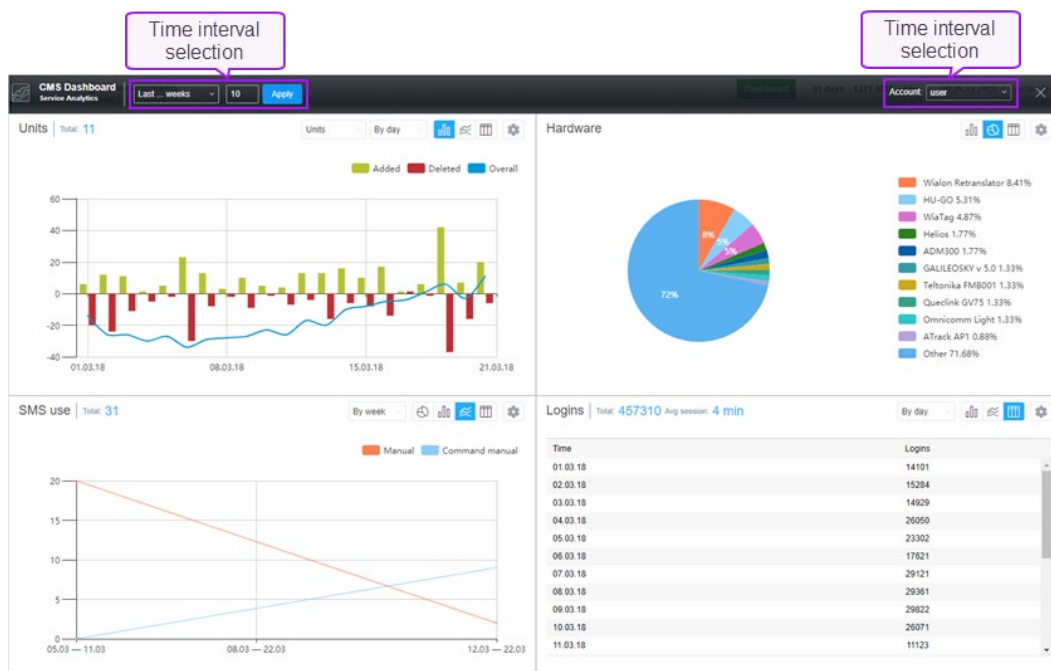 Time interval
selection
Time interval
selection
CMS Dashboard
Service Analytics
Last ... weeks 10 Apply
Dashboard
Account: user
Units Total: 11 Units By day
Added Deleted Overall
60
40
20
0
-20
-40
01.03.18 08.03.18 15.03.18 21.03.18
Hardware
8%
5%
5%
72%
Wialon Retranslator 8.41%
HU-GO 5.31%
WiaTag 4.87%
Helios 1.77%
ADM300 1.77%
GALILEOSKY v 5.0 1.33%
Teltonika FMB001 1.33%
Queclink GV75 1.33%
Omnicomm Light 1.33%
ATrack AP1 0.88%
Other 71.68%
SMS use Total: 31 By week
Manual Command manual
20
15
10
5
0
05.03 — 11.03 08.03 — 22.03 12.03 — 22.03
Logins Total: 457310 Avg session: 4 min By day
Time Logins
01.03.18 14101
02.03.18 15284
03.03.18 14929
04.03.18 26050
05.03.18 23302
06.03.18 17621
07.03.18 29121
08.03.18 29361
09.03.18 29822
10.03.18 26071
11.03.18 11123